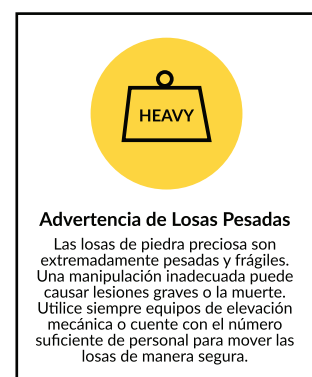 HEAVY
Advertencia de Losas Pesadas
Las losas de piedra preciosa son
extremadamente pesadas y frágiles.
Una manipulación inadecuada puede
causar lesiones graves o la muerte.
Utilice siempre equipos de elevación
mecánica o cuente con el número
suficiente de personal para mover las
losas de manera segura.